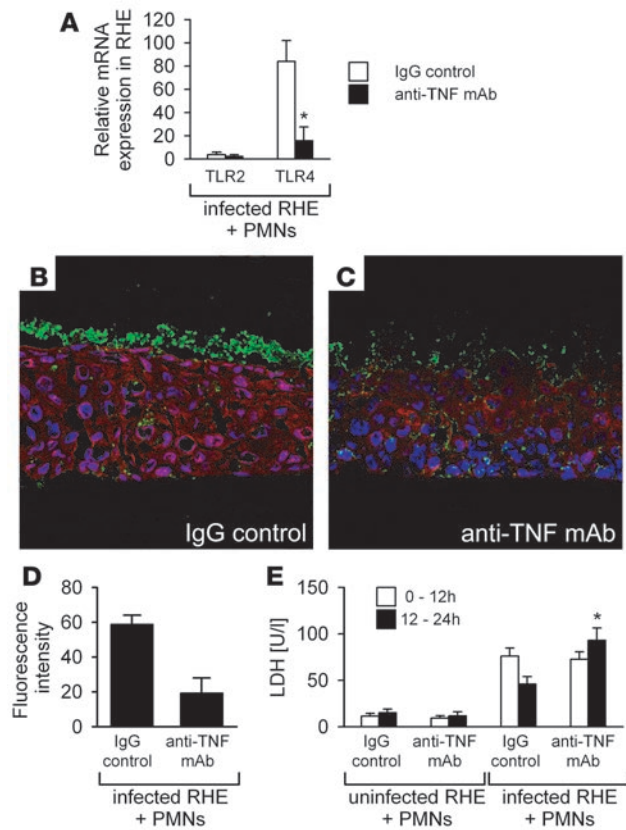 A
Relative mRNA
expression in RHE
120
100
80
60
40
20
0
*
TLR2 TLR4
infected RHE
+ PMNs
IgG control
anti-TNF mAb
B
IgG control
C
anti-TNF mAb
D
Fluorescence
intensity
80
60
40
20
0
IgG
control
anti-TNF
mAb
infected RHE
+ PMNs
E
LDH [U/l]
150
100
50
0
0 - 12h
12 - 24h
*
IgG
control
anti-TNF
mAb
IgG
control
anti-TNF
mAb
uninfected RHE
+ PMNs
infected RHE
+ PMNs